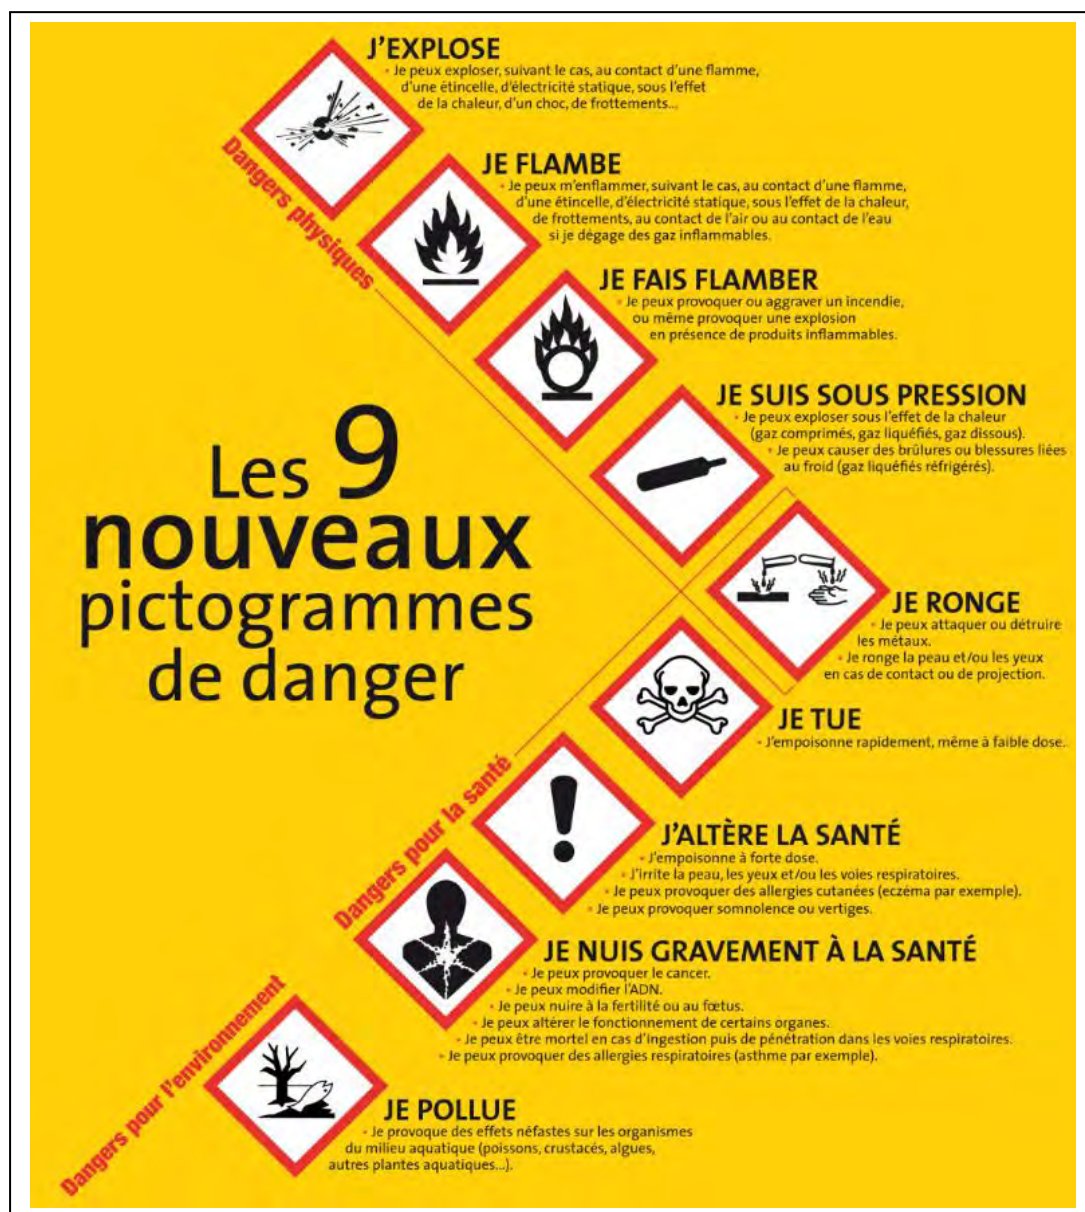 J'EXPLOSE
• Je peux exploser, suivant le cas, au contact d'une flamme,
d'une étincelle, d'électricité statique, sous l'effet
de la chaleur, d'un choc, de frottements...
Dangers physiques
JE FLAMBE
• Je peux m'enflammer, suivant le cas, au contact d'une flamme,
d'une étincelle, d'électricité statique, sous l'effet de la chaleur,
de frottements, au contact de l'air ou au contact de l'eau
si je dégage des gaz inflammables.
JE FAIS FLAMBER
• Je peux provoquer ou aggraver un incendie,
ou même provoquer une explosion
en présence de produits inflammables.
JE SUIS SOUS PRESSION
• Je peux exploser sous l'effet de la chaleur
(gaz comprimés, gaz liquéfiés, gaz dissous).
• Je peux causer des brûlures ou blessures liées
au froid (gaz liquéfiés réfrigérés).
Les 9
nouveaux
pictogrammes
de danger
JE RONGE
• Je peux attaquer ou détruire
les métaux.
• Je ronge la peau et/ou les yeux
en cas de contact ou de projection.
JE TUE
• J'empoisonne rapidement, même à faible dose.
Dangers pour la santé
J'ALTÈRE LA SANTÉ
• J'empoisonne à forte dose.
• J'irrite la peau, les yeux et/ou les voies respiratoires.
• Je peux provoquer des allergies cutanées (eczéma par exemple).
• Je peux provoquer somnolence ou vertiges.
JE NUIS GRAVEMENT À LA SANTÉ
• Je peux provoquer le cancer.
• Je peux modifier l'ADN.
• Je peux nuire à la fertilité ou au fœtus.
• Je peux altérer le fonctionnement de certains organes.
• Je peux être mortel en cas d'ingestion puis de pénétration dans les voies respiratoires.
• Je peux provoquer des allergies respiratoires (asthme par exemple).
Dangers pour l'environnement
JE POLLUE
• Je provoque des effets néfastes sur les organismes
du milieu aquatique (poissons, crustacés, algues,
autres plantes aquatiques...).